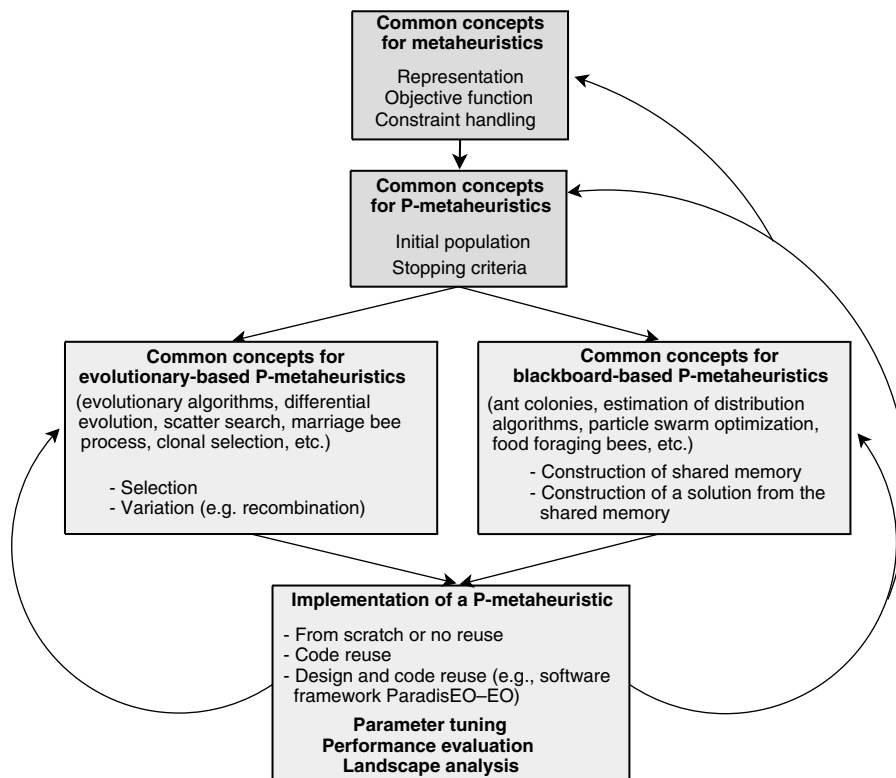 Common concepts
for metaheuristics
Representation
Objective function
Constraint handling
Common concepts
for P-metaheuristics
Initial population
Stopping criteria
Common concepts for
evolutionary-based P-metaheuristics
(evolutionary algorithms, differential
evolution, scatter search, marriage bee
process, clonal selection, etc.)
- Selection
- Variation (e.g. recombination)
Common concepts for
blackboard-based P-metaheuristics
(ant colonies, estimation of distribution
algorithms, particle swarm optimization,
food foraging bees, etc.)
- Construction of shared memory
- Construction of a solution from the
shared memory
Implementation of a P-metaheuristic
- From scratch or no reuse
- Code reuse
- Design and code reuse (e.g., software
framework ParadisEO–EO)
Parameter tuning
Performance evaluation
Landscape analysis